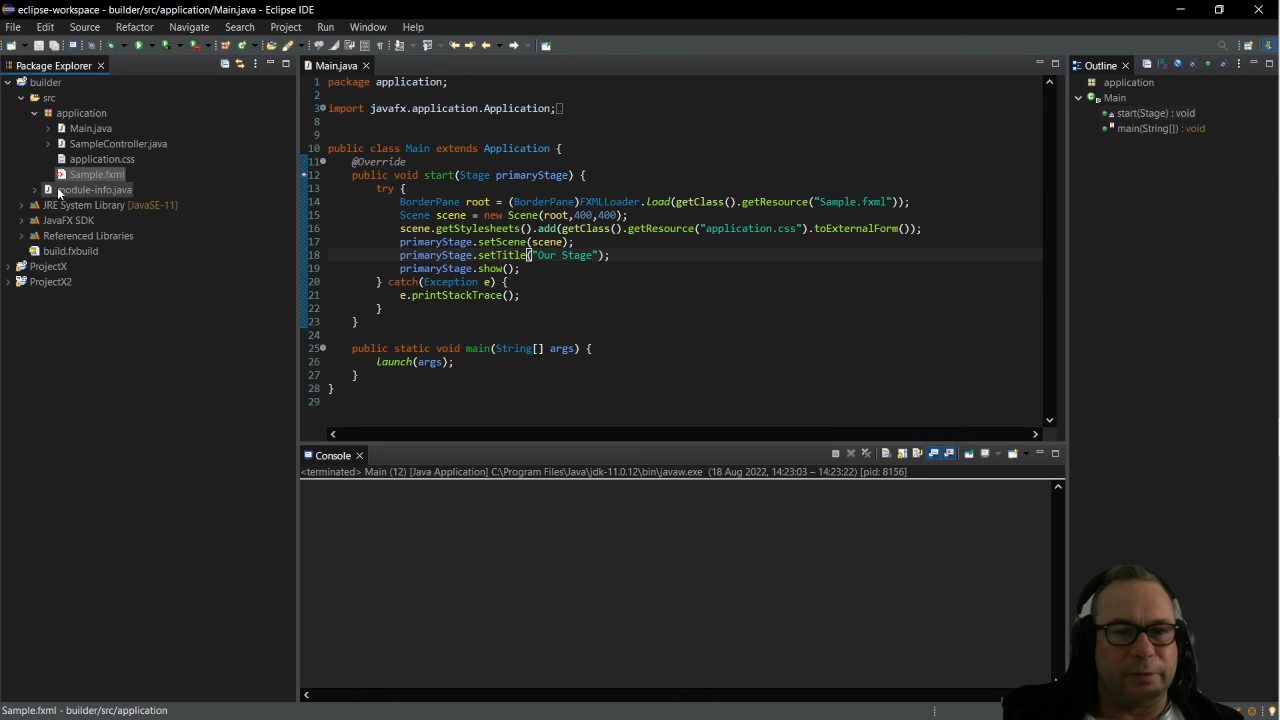 eclipse-workspace - builder/src/application/Main.java - Eclipse IDE
File Edit Source Refactor Navigate Search Project Run Window Help
Package Explorer
builder
src
application
Main.java
SampleController.java
application.css
Sample.fxml
module-info.java
JRE System Library [JavaSE-11]
JavaFX SDK
Referenced Libraries
build.fxbuild
ProjectX
ProjectX2
Main.java
1 package application;
2
3 import javafx.application.Application;
8
9
10 public class Main extends Application {
11 @Override
12 public void start(Stage primaryStage) {
13 try {
14 BorderPane root = (BorderPane)FXMLLoader.load(getClass().getResource("Sample.fxml"));
15 Scene scene = new Scene(root,400,400);
16 scene.getStylesheets().add(getClass().getResource("application.css").toExternalForm());
17 primaryStage.setScene(scene);
18 primaryStage.setTitle("Our Stage");
19 primaryStage.show();
20 } catch(Exception e) {
21 e.printStackTrace();
22 }
23 }
24
25 public static void main(String[] args) {
26 launch(args);
27 }
28 }
29
Console
<terminated> Main (12) [Java Application] C:\Program Files\Java\jdk-11.0.12\bin\javaw.exe (18 Aug 2022, 14:23:03 – 14:23:22) [pid: 8156]
Outline
application
Main
start(Stage) : void
main(String[]) : void
Sample.fxml - builder/src/application